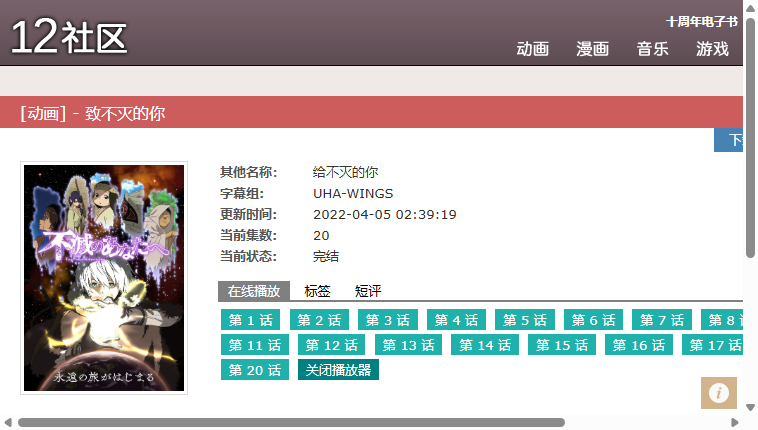 12社区
十周年电子书
动画 漫画 音乐 游戏
[动画] - 致不灭的你
其他名称: 给不灭的你
字幕组: UHA-WINGS
更新时间: 2022-04-05 02:39:19
当前集数: 20
当前状态: 完结
不滅のあなたへ
永遠の旅がはじまる
在线播放 标签 短评
第 1 话 第 2 话 第 3 话 第 4 话 第 5 话 第 6 话 第 7 话 第 8
第 11 话 第 12 话 第 13 话 第 14 话 第 15 话 第 16 话 第 17 话
第 20 话 关闭播放器
i